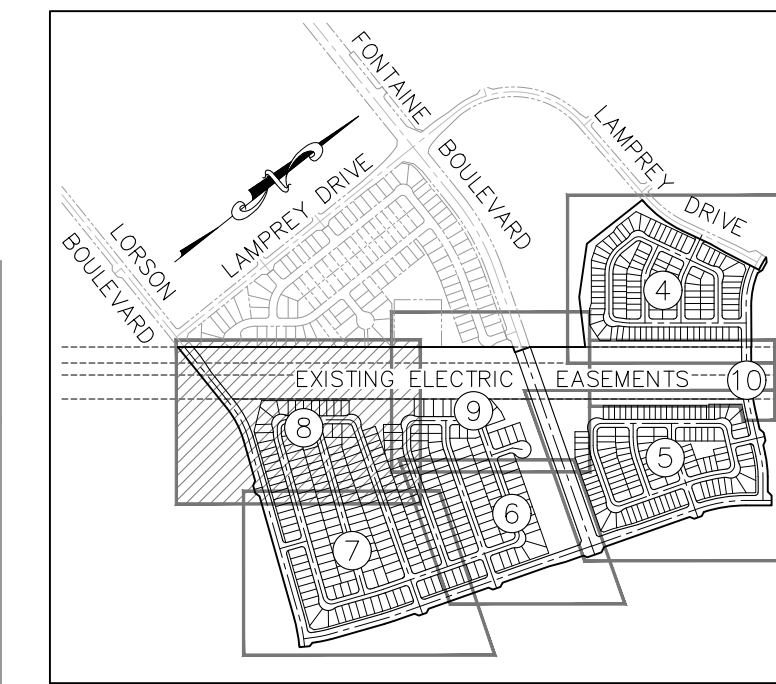 FONTAINE
BOULEVARD
LAMPREY
DRIVE
LAMPREY DRIVE
LORSON
BOULEVARD
N
4
EXISTING ELECTRIC EASEMENTS
10
9
8
5
6
7